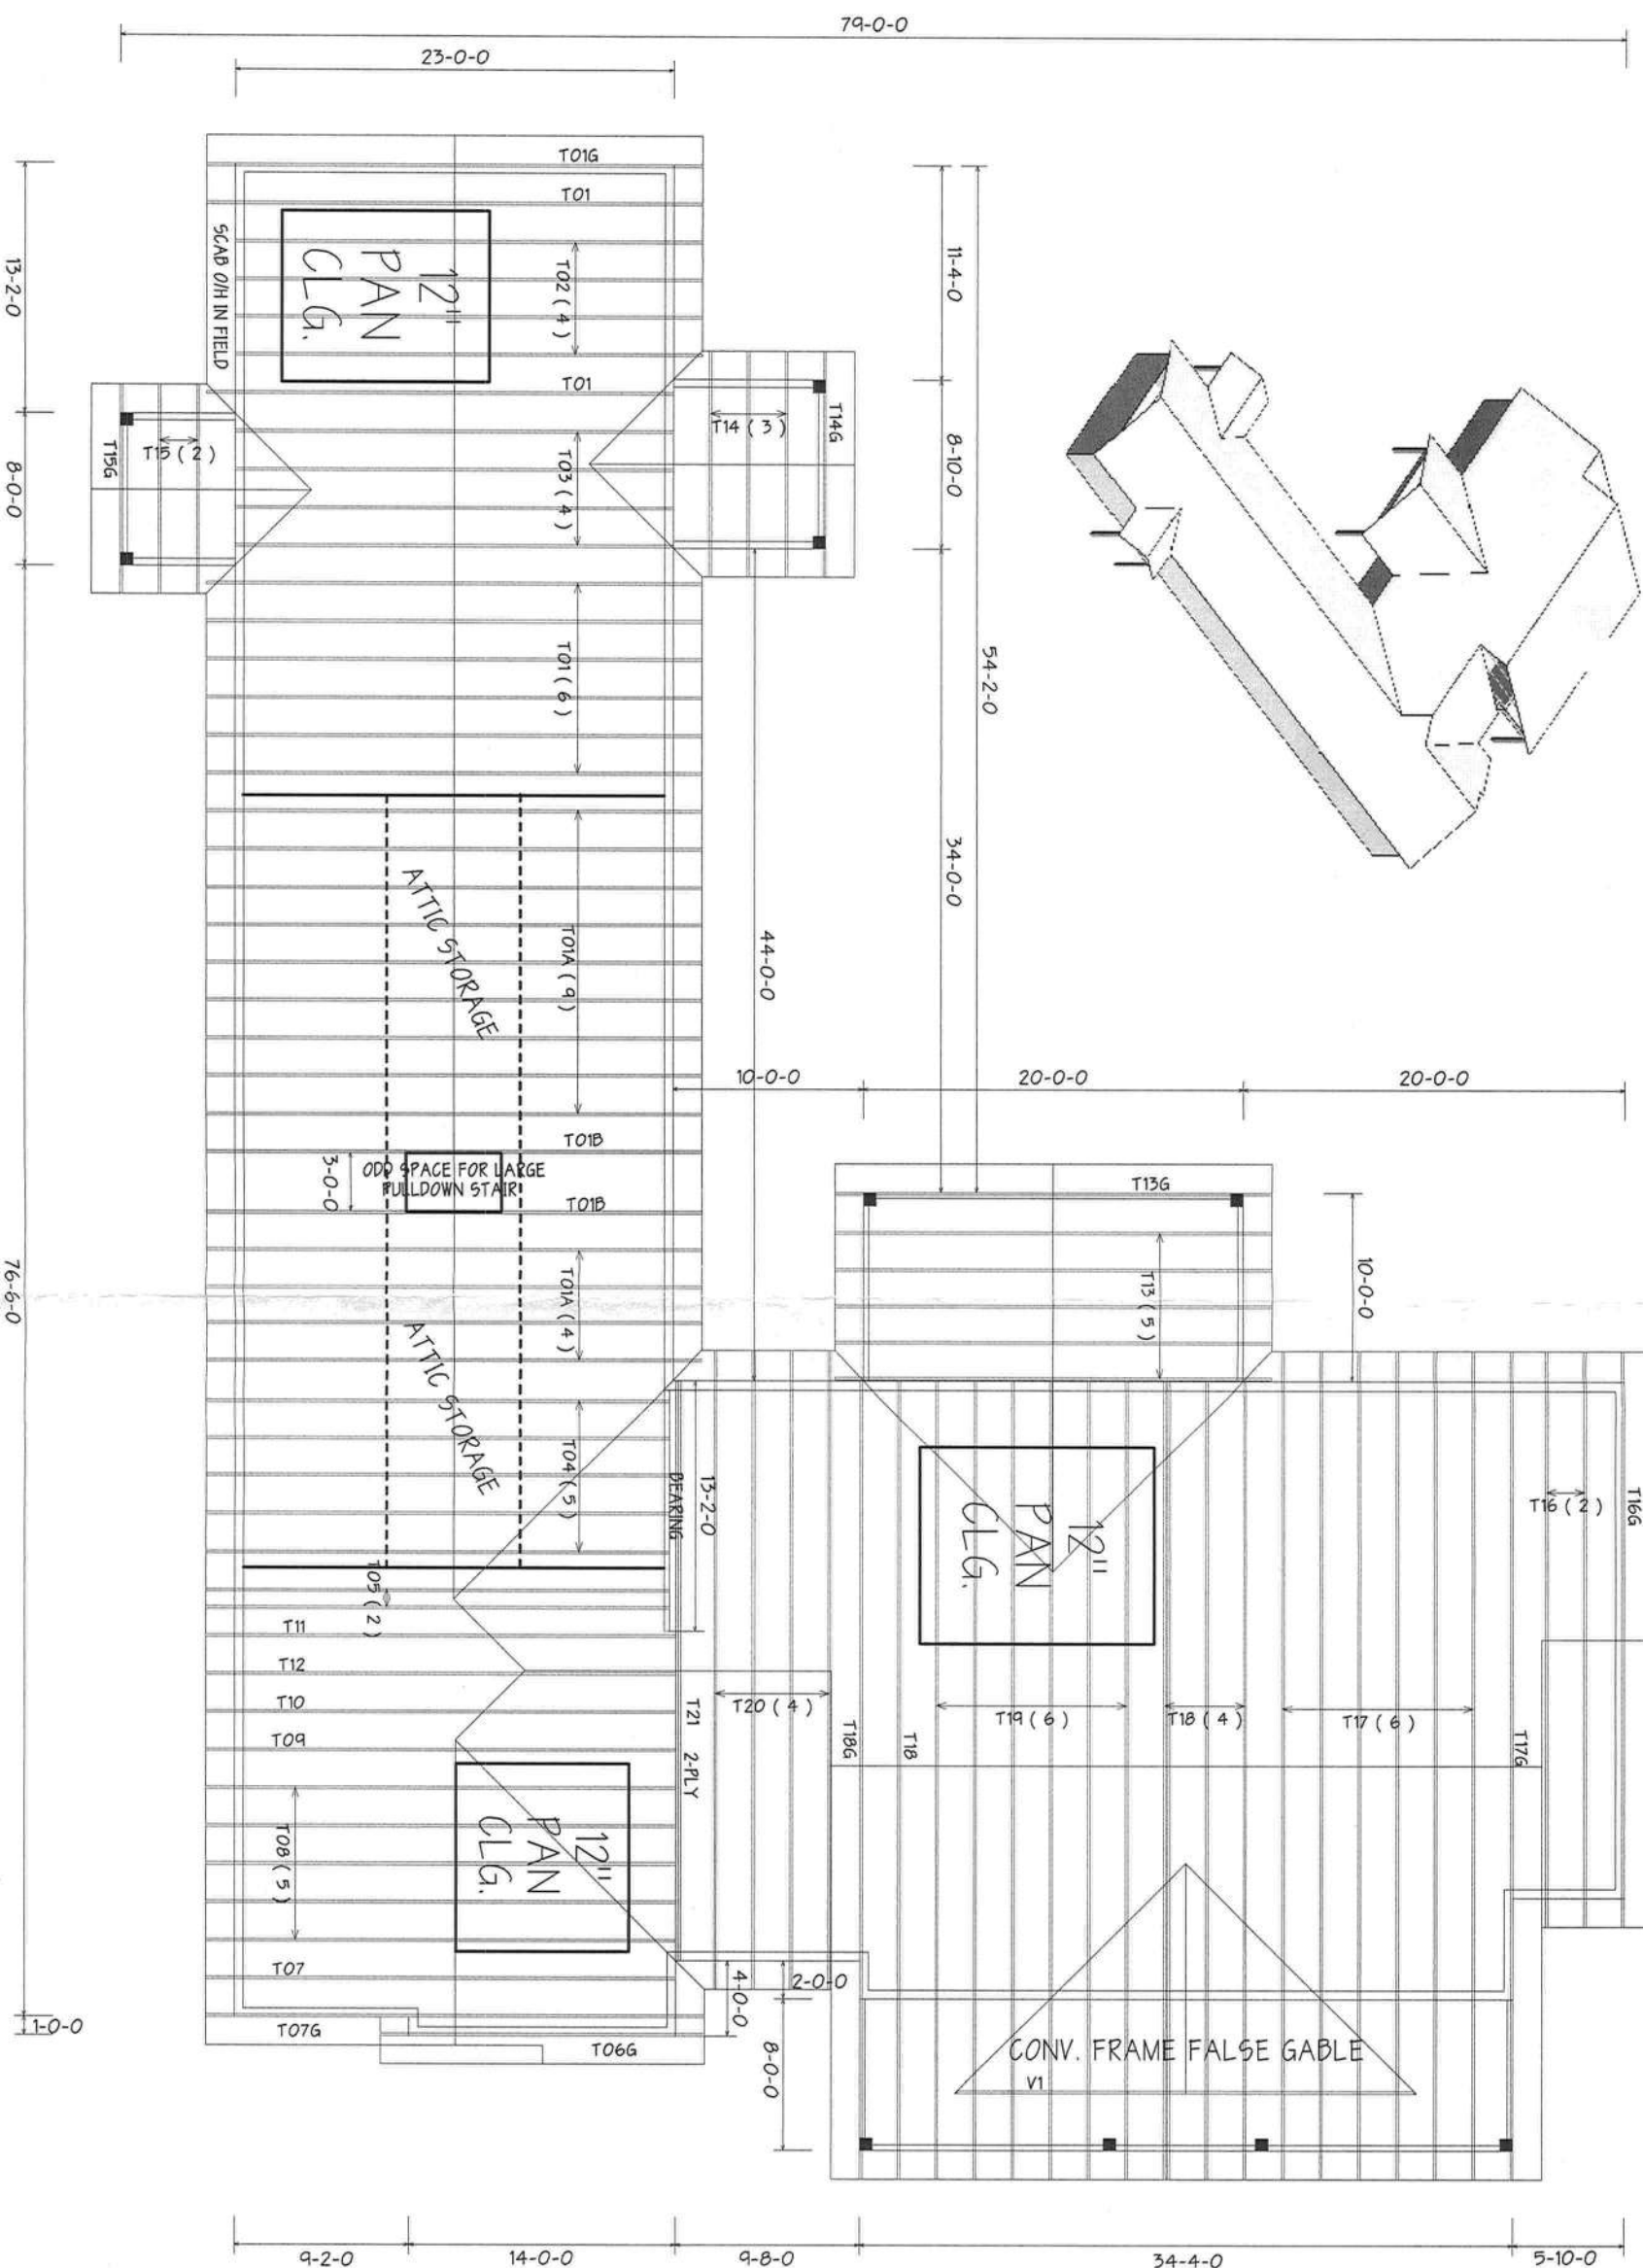 79-0-0
23-0-0
T01G
T01
SCAB O/H IN FIELD
12"
PAN
CLG.
T02 ( 4 )
11-4-0
13-2-0
T01
T14G
T14 ( 3 )
T15G
T15 ( 2 )
T03 ( 4 )
8-10-0
8-0-0
T01 ( 6 )
54-2-0
34-0-0
ATTIC STORAGE
T01A ( 9 )
44-0-0
10-0-0
20-0-0
20-0-0
T01B
3-0-0
ODD SPACE FOR LARGE
PULLDOWN STAIR
T01B
T13G
T13 ( 5 )
10-0-0
T01A ( 4 )
76-6-0
ATTIC STORAGE
T04 ( 5 )
BEARING
13-2-0
12"
PAN
CLG.
T16 ( 2 )
T16G
T05 ( 2 )
T11
T12
T10
T09
T21 2-PLY
T20 ( 4 )
T18G
T18
T19 ( 6 )
T18 ( 4 )
T17 ( 6 )
T17G
T08 ( 5 )
12"
PAN
CLG.
T07
4-0-0
2-0-0
1-0-0
T07G
T06G
8-0-0
CONV. FRAME FALSE GABLE
V1
9-2-0
14-0-0
9-8-0
34-4-0
5-10-0